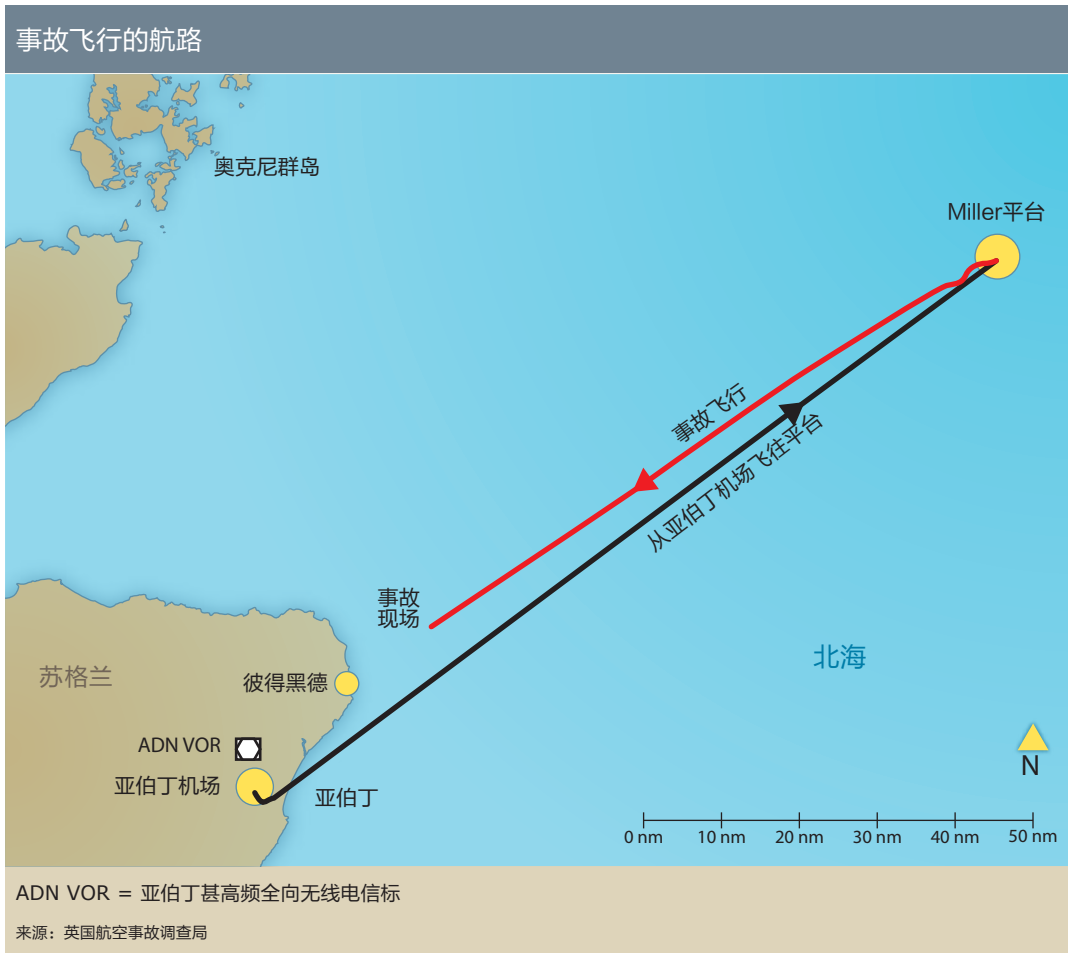 事故飞行的航路
奥克尼群岛
Miller平台
事故飞行
从亚伯丁机场飞往平台
事故
现场
北海
苏格兰
彼得黑德
ADN VOR
亚伯丁机场
亚伯丁
N
0 nm 10 nm 20 nm 30 nm 40 nm 50 nm
ADN VOR = 亚伯丁甚高频全向无线电信标
来源：英国航空事故调查局